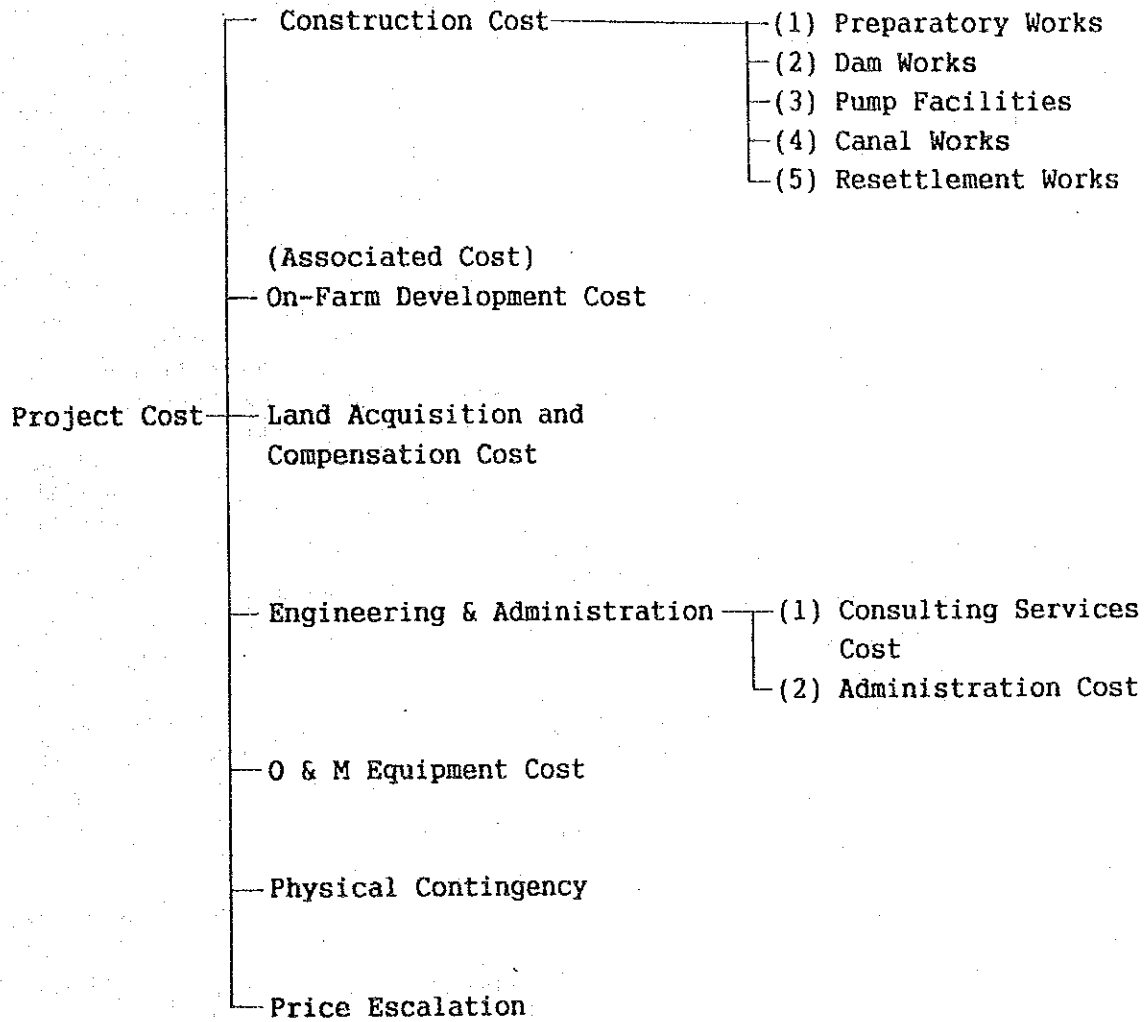 Construction Cost
(1) Preparatory Works
(2) Dam Works
(3) Pump Facilities
(4) Canal Works
(5) Resettlement Works
(Associated Cost)
On-Farm Development Cost
Project Cost
Land Acquisition and
Compensation Cost
Engineering & Administration
(1) Consulting Services
Cost
(2) Administration Cost
O & M Equipment Cost
Physical Contingency
Price Escalation